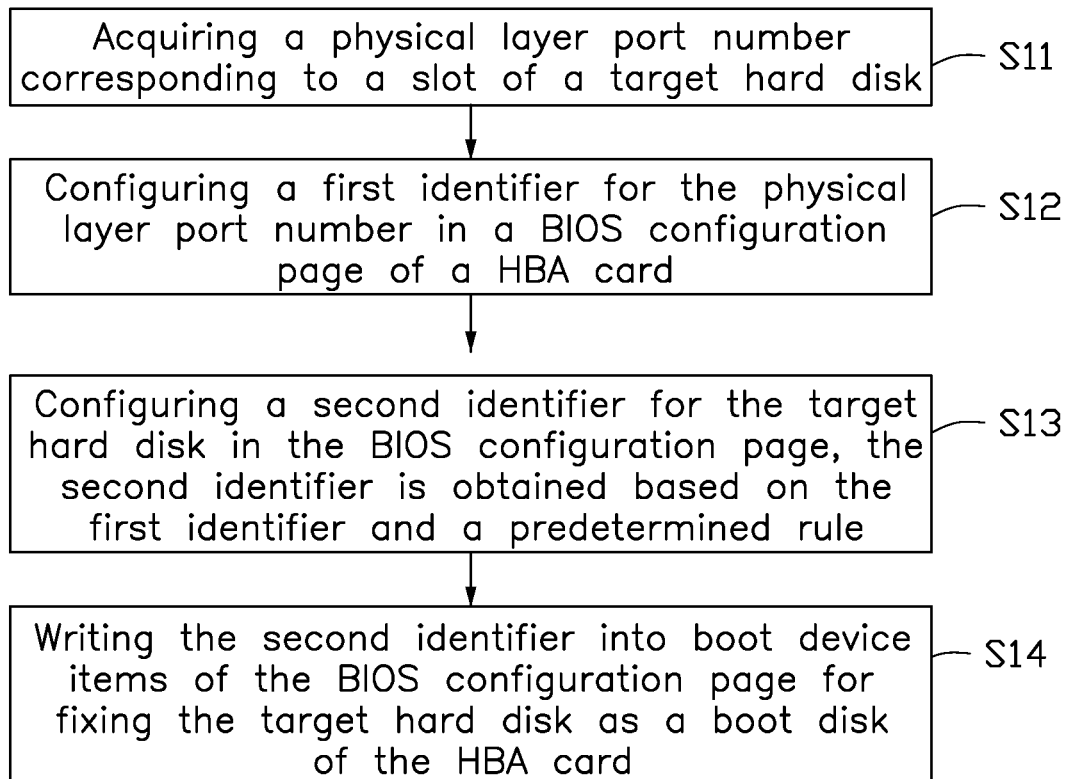 Acquiring a physical layer port number
corresponding to a slot of a target hard disk
S11
Configuring a first identifier for the physical
layer port number in a BIOS configuration
page of a HBA card
S12
Configuring a second identifier for the target
hard disk in the BIOS configuration page, the
second identifier is obtained based on the
first identifier and a predetermined rule
S13
Writing the second identifier into boot device
items of the BIOS configuration page for
fixing the target hard disk as a boot disk
of the HBA card
S14